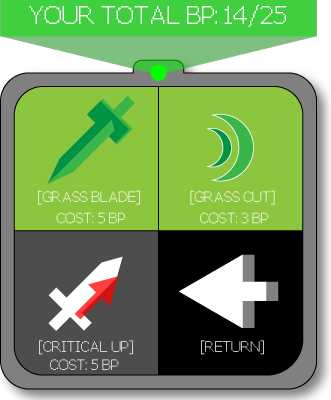 YOUR TOTAL BP: 14/25
[GRASS BLADE]
COST: 5 BP
[GRASS CUT]
COST: 3 BP
[CRITICAL UP]
COST: 5 BP
[RETURN]